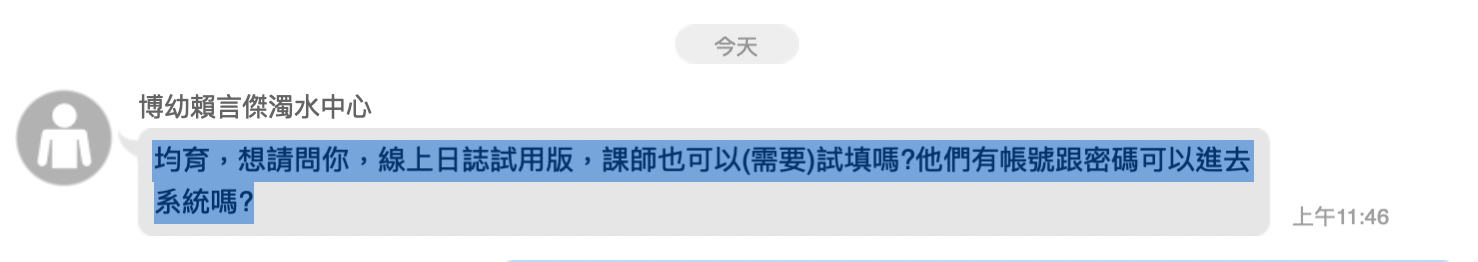 今天
博幼賴言傑濁水中心
均育，想請問你，線上日誌試用版，課師也可以(需要)試填嗎?他們有帳號跟密碼可以進去
系統嗎?
上午11:46